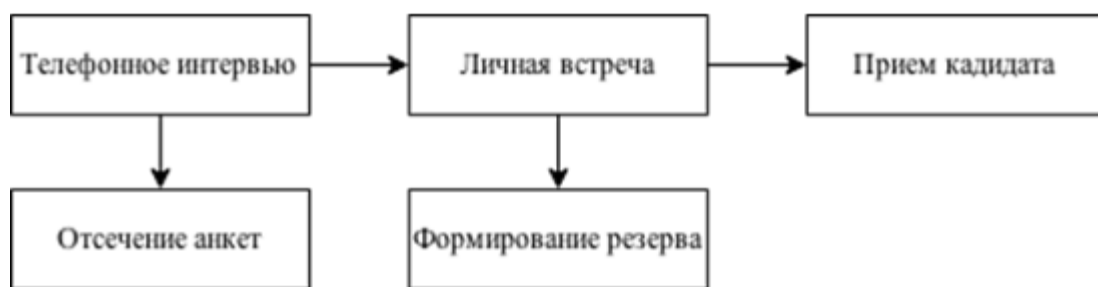 Телефонное интервью
Личная встреча
Прием кадидата
Отсечение анкет
Формирование резерва